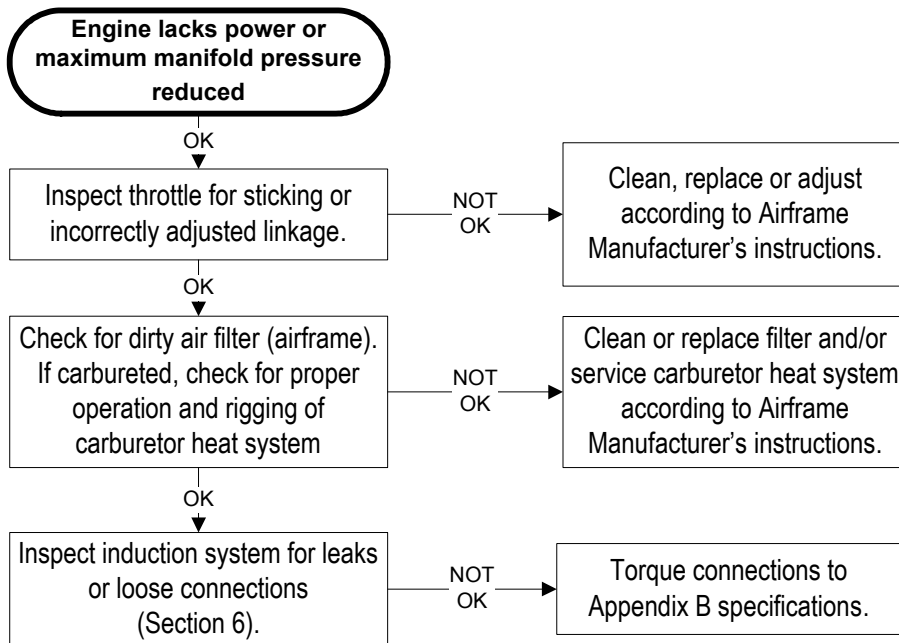 Engine lacks power or
maximum manifold pressure
reduced
OK
Inspect throttle for sticking or
incorrectly adjusted linkage.
NOT
OK
Clean, replace or adjust
according to Airframe
Manufacturer's instructions.
OK
Check for dirty air filter (airframe).
If carbureted, check for proper
operation and rigging of
carburetor heat system
NOT
OK
Clean or replace filter and/or
service carburetor heat system
according to Airframe
Manufacturer's instructions.
OK
Inspect induction system for leaks
or loose connections
(Section 6).
NOT
OK
Torque connections to
Appendix B specifications.